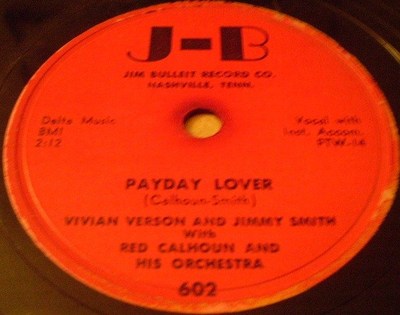 J-B
JIM BULLEIT RECORD CO.
NASHVILLE, TENN.
Delta Music
BMI
2:12
Vocal with
Inst. Accom.
PTW-14
PAYDAY LOVER
(Calhoun-Smith)
VIVIAN VERSON AND JIMMY SMITH
With
RED CALHOUN AND
HIS ORCHESTRA
602